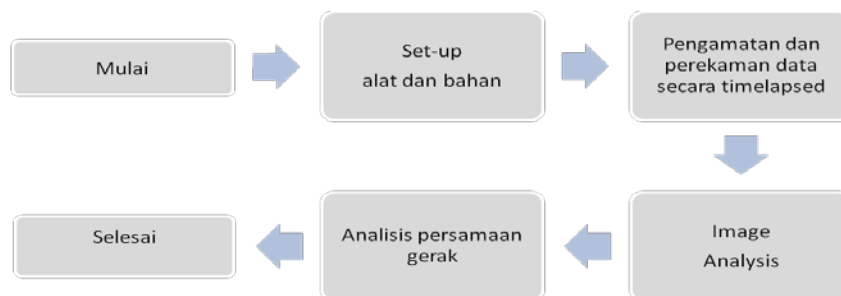 Mulai
Set-up
alat dan bahan
Pengamatan dan
perekaman data
secara timelapsed
Image
Analysis
Analisis persamaan
gerak
Selesai